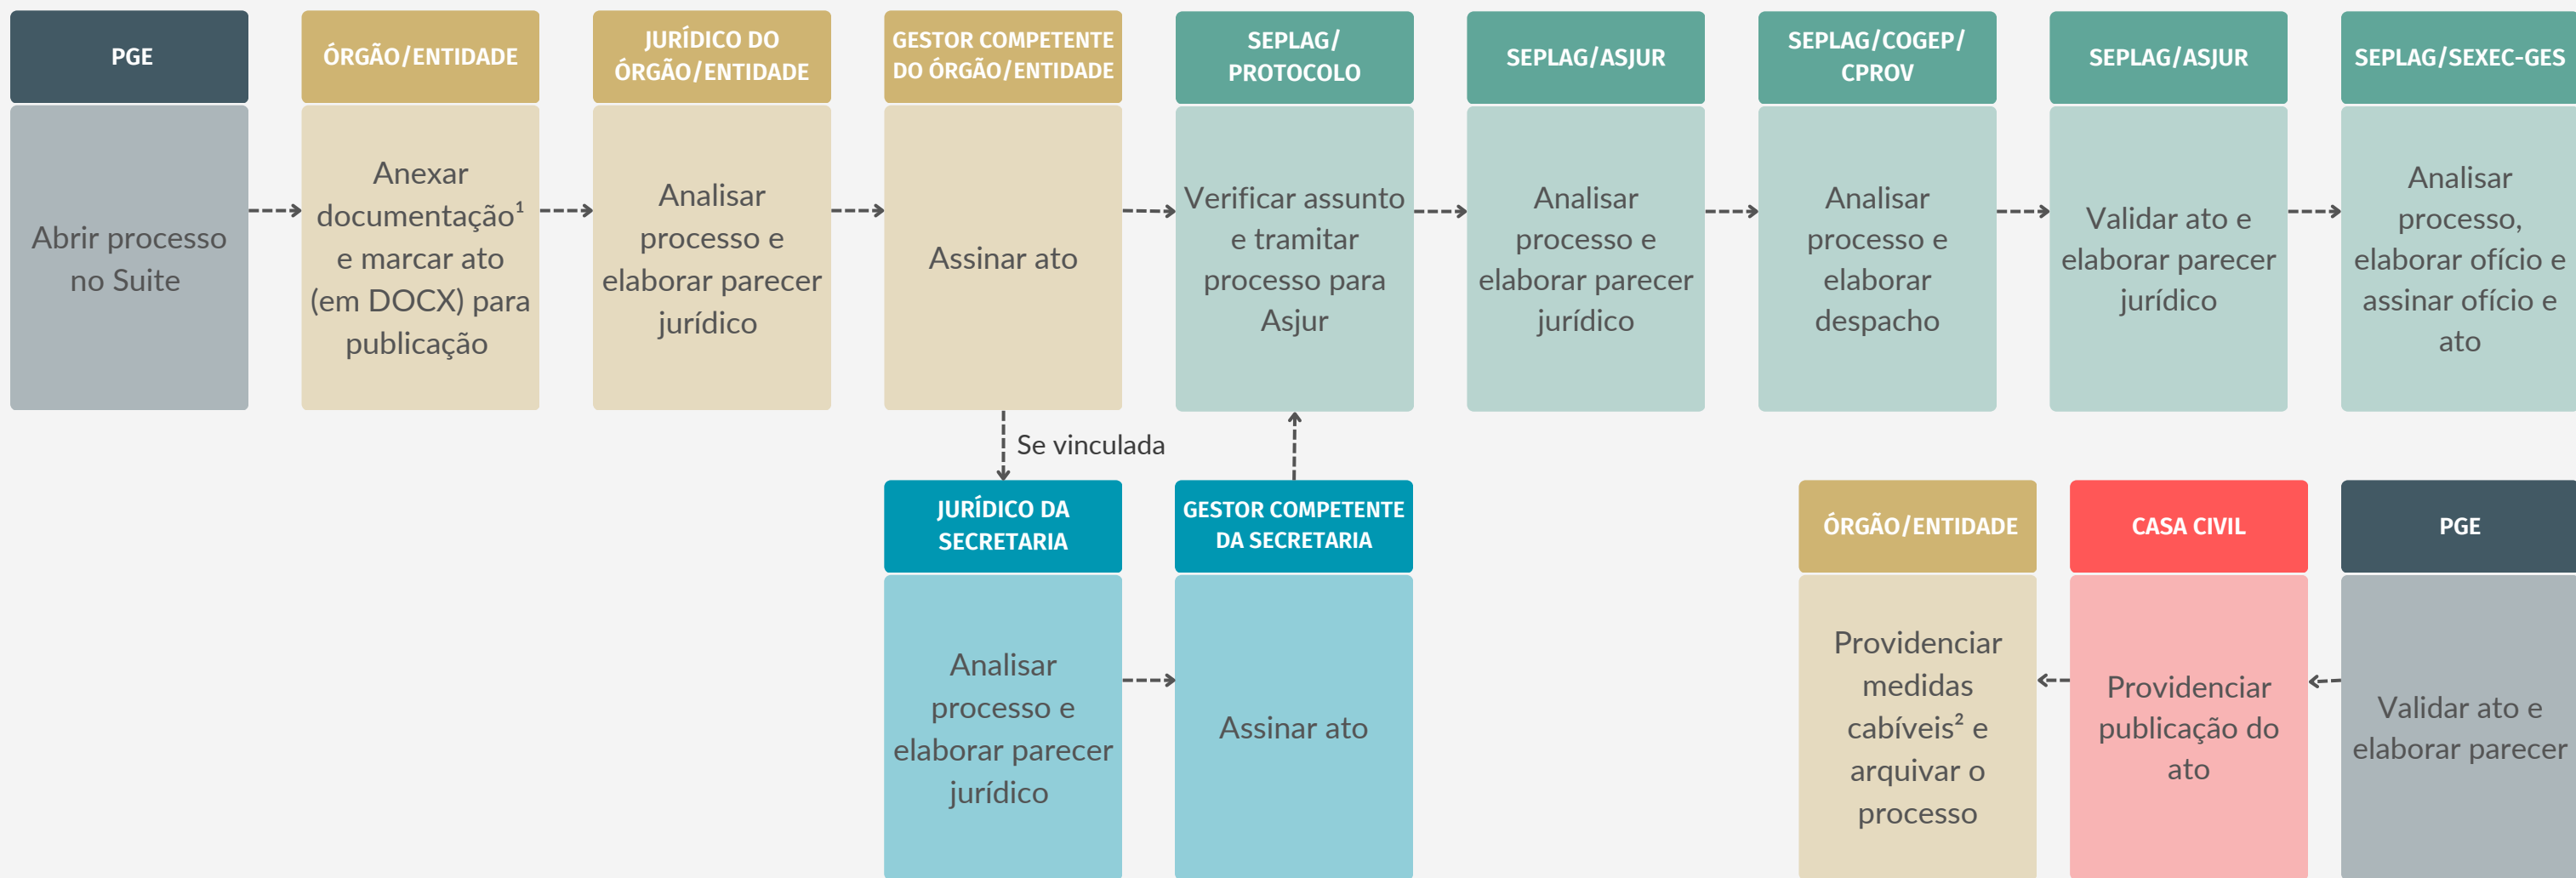 PGE
Abrir processo
no Suite
ÓRGÃO/ENTIDADE
Anexar
documentação¹
e marcar ato
(em DOCX) para
publicação
JURÍDICO DO
ÓRGÃO/ENTIDADE
Analisar
processo e
elaborar parecer
jurídico
GESTOR COMPETENTE
DO ÓRGÃO/ENTIDADE
Assinar ato
SEPLAG/
PROTOCOLO
Verificar assunto
e tramitar
processo para
Asjur
SEPLAG/ASJUR
Analisar
processo e
elaborar parecer
jurídico
SEPLAG/COGEP/
CPROV
Analisar
processo e
elaborar
despacho
SEPLAG/ASJUR
Validar ato e
elaborar parecer
jurídico
SEPLAG/SEXEC-GES
Analisar
processo,
elaborar ofício e
assinar ofício e
ato
Se vinculada
JURÍDICO DA
SECRETARIA
Analisar
processo e
elaborar parecer
jurídico
GESTOR COMPETENTE
DA SECRETARIA
Assinar ato
ÓRGÃO/ENTIDADE
Providenciar
medidas
cabíveis² e
arquivar o
processo
CASA CIVIL
Providenciar
publicação do
ato
PGE
Validar ato e
elaborar parecer